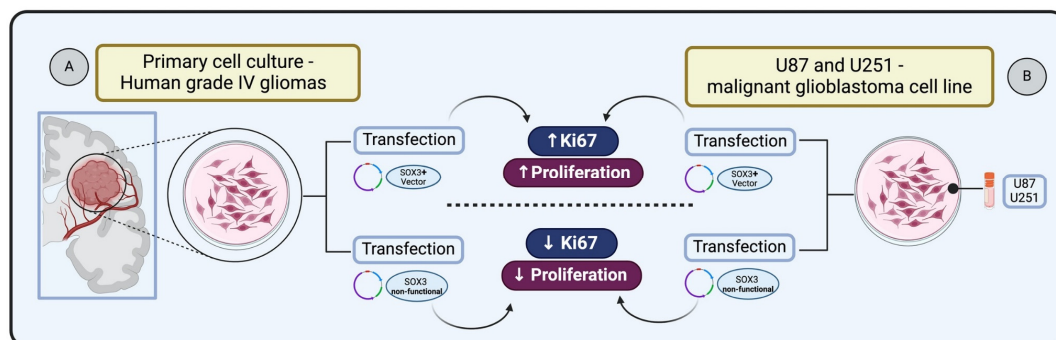 A
Primary cell culture -
Human grade IV gliomas
U87 and U251 -
malignant glioblastoma cell line
B
Transfection
SOX3+
Vector
↑Ki67
↑Proliferation
Transfection
SOX3+
Vector
U87
U251
Transfection
SOX3
non-functional
↓ Ki67
↓ Proliferation
Transfection
SOX3
non-functional